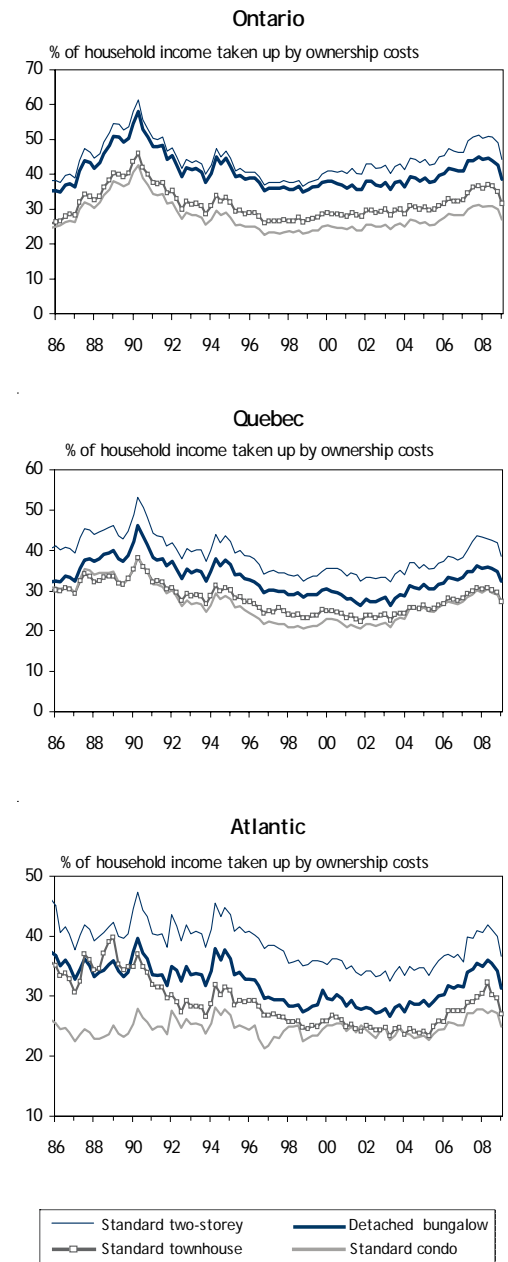 Ontario
% of household income taken up by ownership costs
70
60
50
40
30
20
10
0
86 88 90 92 94 96 98 00 02 04 06 08
Quebec
% of household income taken up by ownership costs
60
50
40
30
20
10
0
86 88 90 92 94 96 98 00 02 04 06 08
Atlantic
% of household income taken up by ownership costs
50
40
30
20
10
86 88 90 92 94 96 98 00 02 04 06 08
Standard two-storey Detached bungalow
Standard townhouse Standard condo